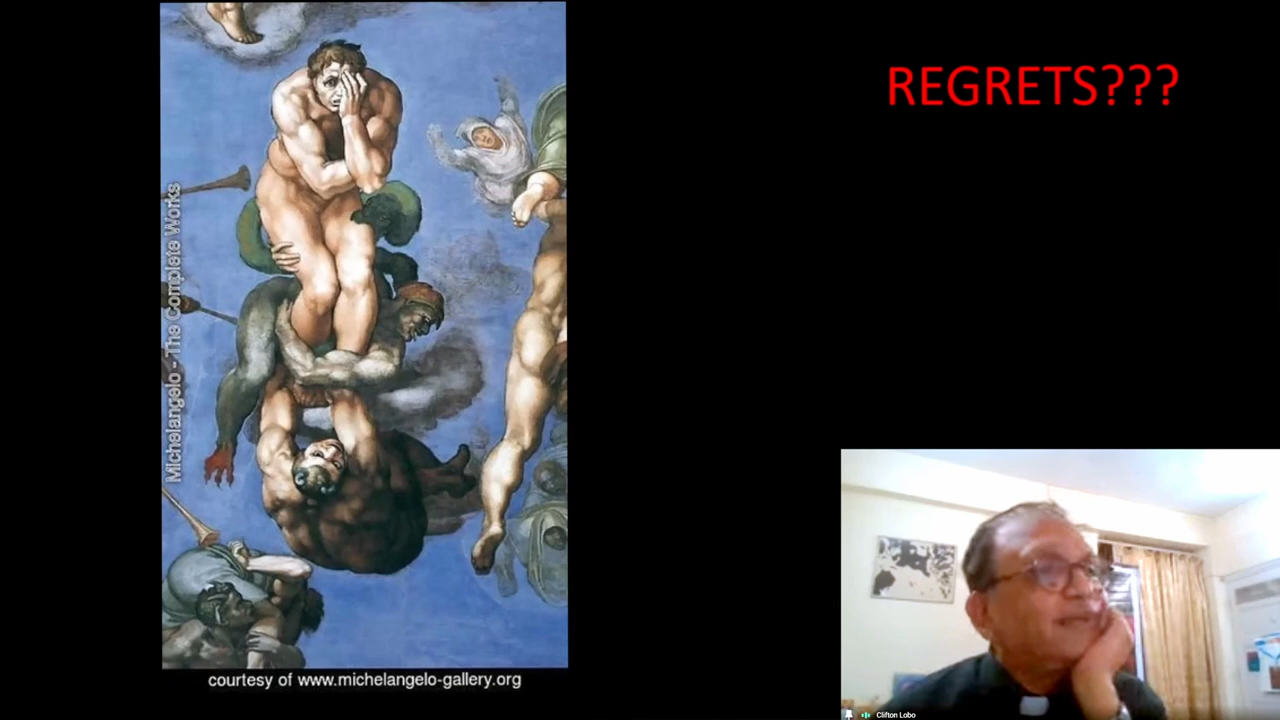 REGRETS???
Michelangelo - The Complete Works
courtesy of www.michelangelo-gallery.org
Clifton Lobo